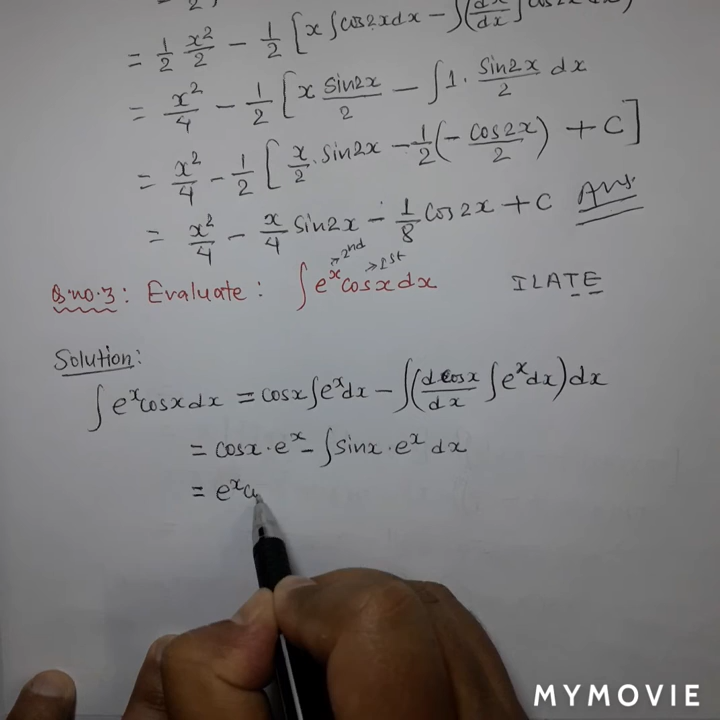 = 1/2 x²/2 - 1/2 [x ∫cos2xdx - ∫(dx/dx ∫
= x²/4 - 1/2 [x sin2x/2 - ∫1. sin2x/2 dx
= x²/4 - 1/2 [x/2 . sin2x - 1/2 (- cos2x/2) + C]
= x²/4 - x/4 sin2x - 1/8 cos2x + C Ans.
→2nd →1st
Q.no.3: Evaluate: ∫e^x cosx dx ILATE
Solution:
∫e^x cosx dx = cosx ∫e^x dx - ∫(dcosx/dx ∫e^x dx) dx
= cosx . e^x - ∫sinx . e^x dx
= e^x c
MYMOVIE